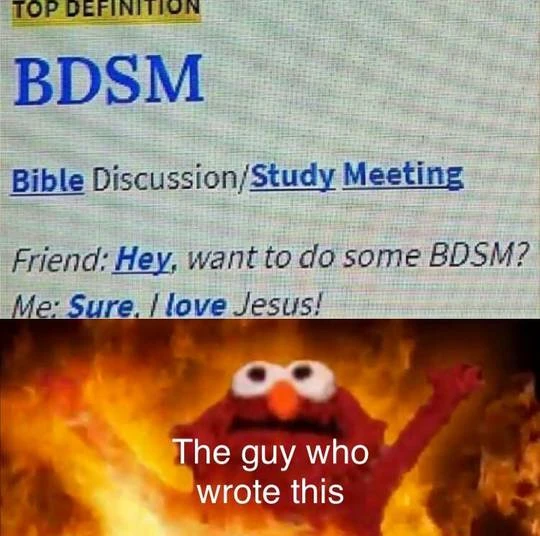 TOP DEFINITION
BDSM
Bible Discussion/Study Meeting
Friend: Hey, want to do some BDSM?
Me: Sure, I love Jesus!
The guy who
wrote this